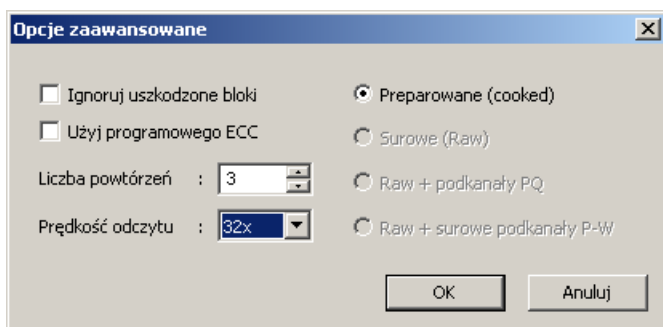 Opcje zaawansowane
Ignoruj uszkodzone bloki
Użyj programowego ECC
Liczba powtórzeń : 3
Prędkość odczytu : 32x
Preparowane (cooked)
Surowe (Raw)
Raw + podkanały PQ
Raw + surowe podkanały P-W
OK
Anuluj